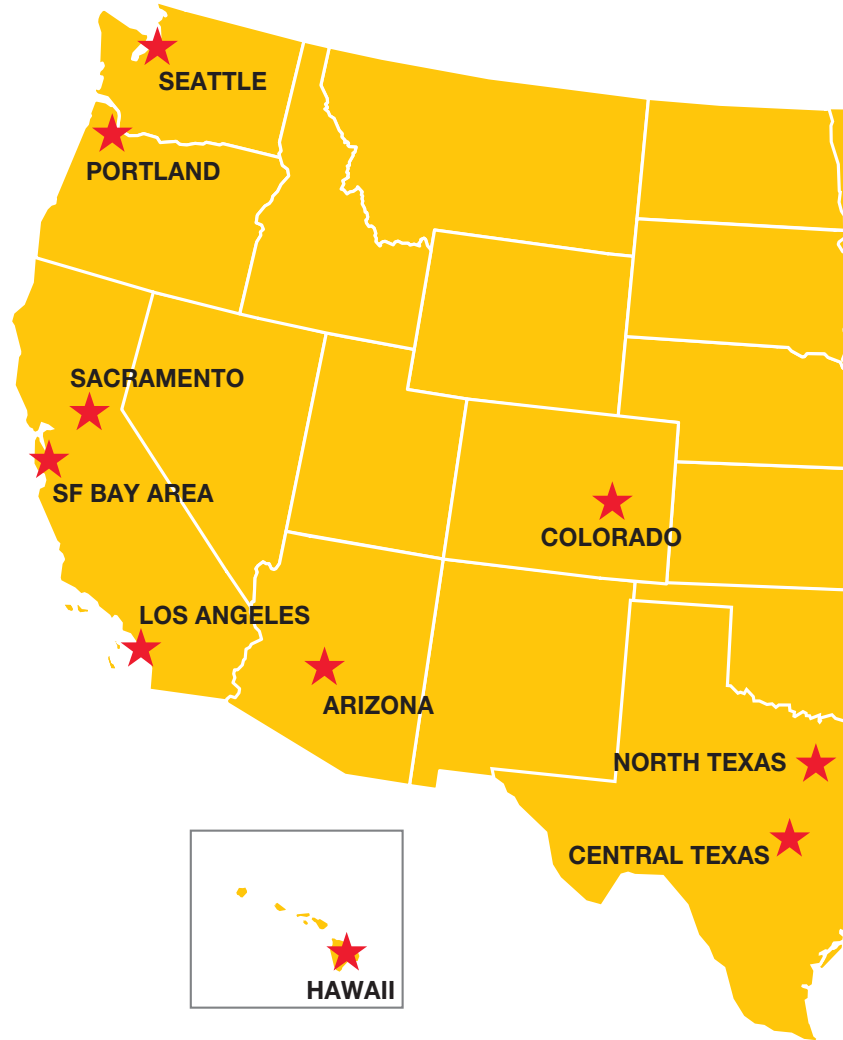 SEATTLE
PORTLAND
SACRAMENTO
SF BAY AREA
COLORADO
LOS ANGELES
ARIZONA
NORTH TEXAS
CENTRAL TEXAS
HAWAII